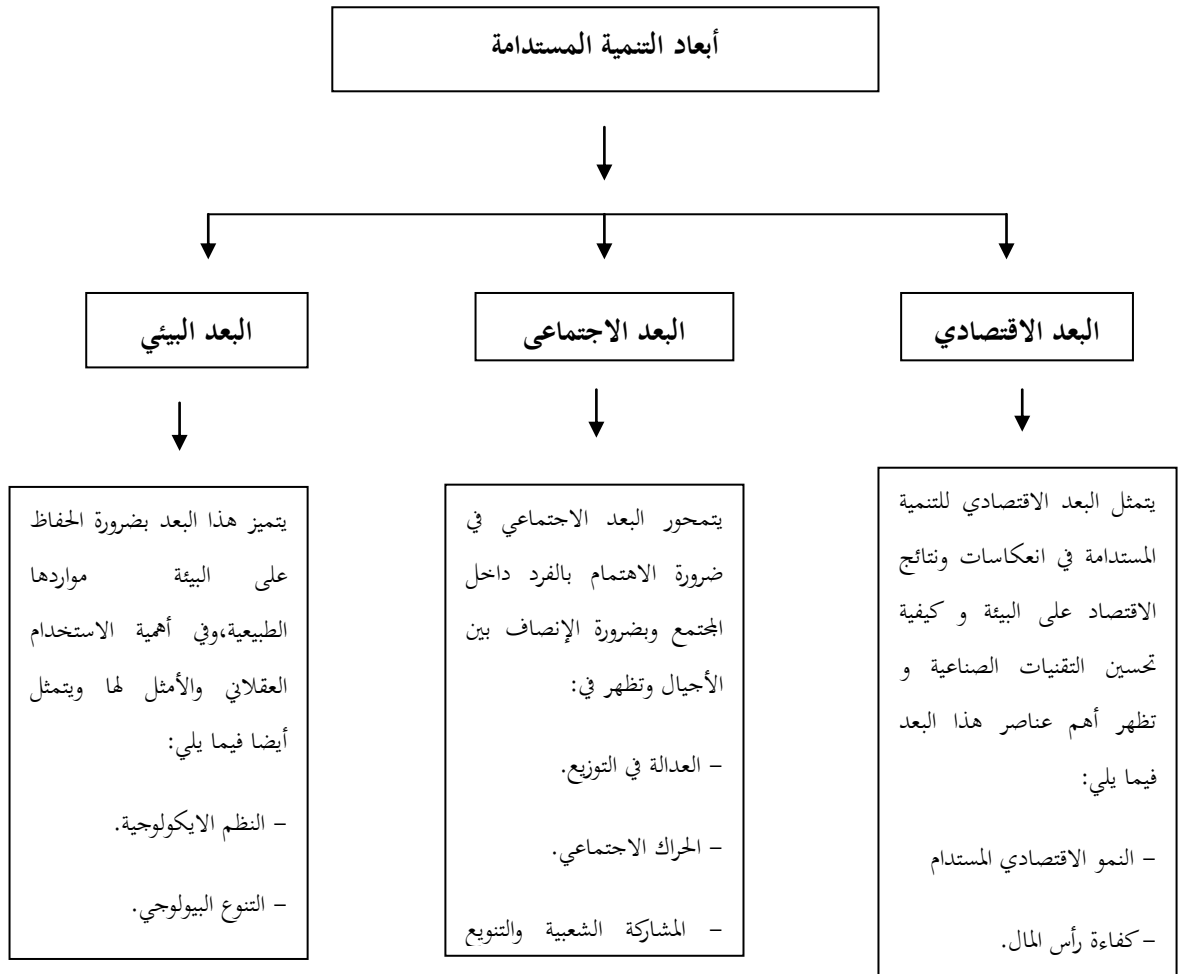 أبعاد التنمية المستدامة
البعد الاقتصادي
البعد الاجتماعى
البعد البيئي
يتمثل البعد الاقتصادي للتنمية
المستدامة في انعكاسات ونتائج
الاقتصاد على البيئة و كيفية
تحسين التقنيات الصناعية و
تظهر أهم عناصر هذا البعد
فيما يلي:
– النمو الاقتصادي المستدام
– كفاءة رأس المال.
يتمحور البعد الاجتماعي في
ضرورة الاهتمام بالفرد داخل
المجتمع وبضرورة الإنصاف بين
الأجيال وتظهر في:
– العدالة في التوزيع.
– الحراك الاجتماعي.
– المشاركة الشعبية والتنويع
يتميز هذا البعد بضرورة الحفاظ
على البيئة مواردها
الطبيعية،وفي أهمية الاستخدام
العقلاني والأمثل لها ويتمثل
أيضا فيما يلي:
– النظم الايكولوجية.
– التنوع البيولوجي.